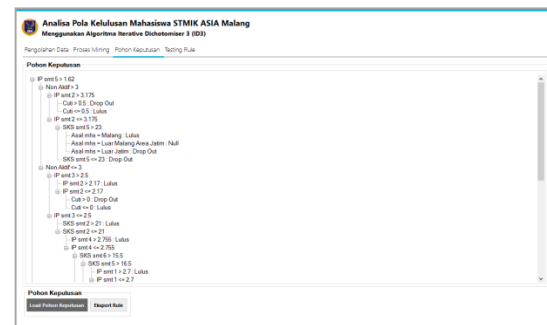 Analisa Pola Kelulusan Mahasiswa STMIK ASIA Malang
Menggunakan Algoritma Iterative Dichotomiser 3 (ID3)
Pengolahan Data Proses Mining Pohon Keputusan Testing Rule
Pohon Keputusan
IP smt 5 > 1.62
Non Aktif > 3
IP smt 2 > 3.175
Cuti > 0.5 : Drop Out
Cuti <= 0.5 : Lulus
IP smt 2 <= 3.175
SKS smt 5 > 23
Asal mhs = Malang : Lulus
Asal mhs = Luar Malang Area Jatim : Null
Asal mhs = Luar Jatim : Drop Out
SKS smt 5 <= 23 : Drop Out
Non Aktif <= 3
IP smt 3 > 2.5
IP smt 2 > 2.17 : Lulus
IP smt 2 <= 2.17
Cuti > 0 : Drop Out
Cuti <= 0 : Lulus
IP smt 3 <= 2.5
SKS smt 2 > 21 : Lulus
SKS smt 2 <= 21
IP smt 4 > 2.755 : Lulus
IP smt 4 <= 2.755
SKS smt 6 > 15.5
SKS smt 5 > 16.5
IP smt 1 > 2.7 : Lulus
IP smt 1 <= 2.7
Pohon Keputusan
Load Pohon Keputusan Eksport Rule